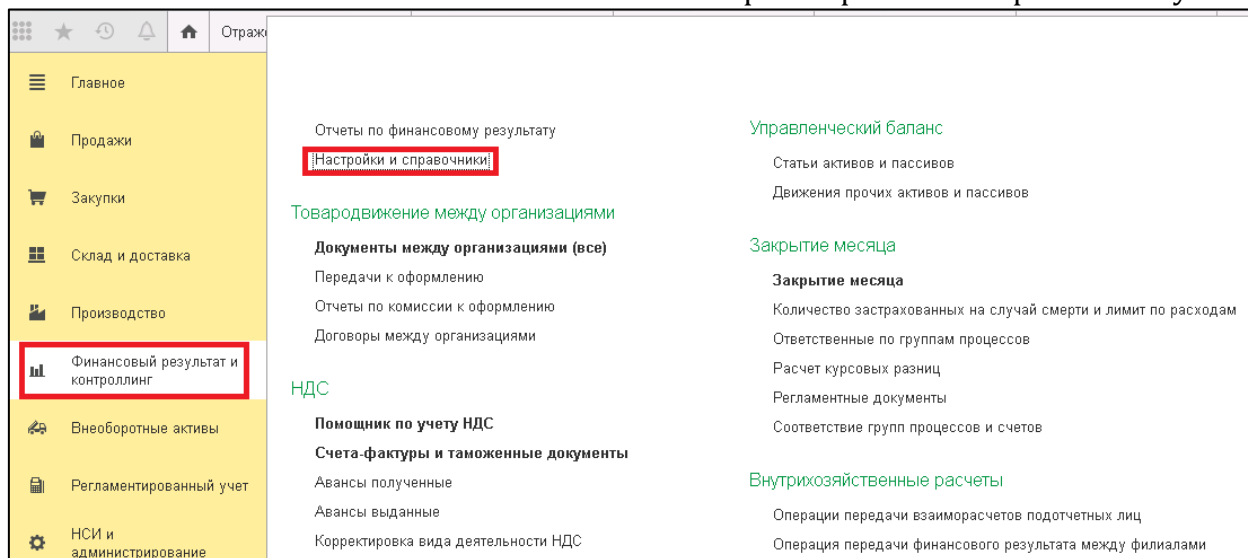 Отраж
Главное
Продажи
Закупки
Склад и доставка
Производство
Финансовый результат и
контроллинг
Внеоборотные активы
Регламентированный учет
НСИ и
администрирование
Отчеты по финансовому результату
Настройки и справочники
Товародвижение между организациями
Документы между организациями (все)
Передачи к оформлению
Отчеты по комиссии к оформлению
Договоры между организациями
НДС
Помощник по учету НДС
Счета-фактуры и таможенные документы
Авансы полученные
Авансы выданные
Корректировка вида деятельности НДС
Управленческий баланс
Статьи активов и пассивов
Движения прочих активов и пассивов
Закрытие месяца
Закрытие месяца
Количество застрахованных на случай смерти и лимит по расходам
Ответственные по группам процессов
Расчет курсовых разниц
Регламентные документы
Соответствие групп процессов и счетов
Внутрихозяйственные расчеты
Операции передачи взаиморасчетов подотчетных лиц
Операция передачи финансового результата между филиалами